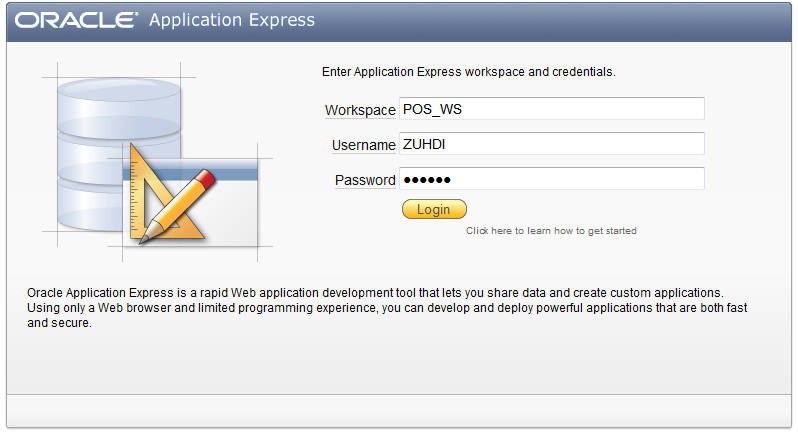 ORACLE® Application Express
Enter Application Express workspace and credentials.
Workspace POS_WS
Username ZUHDI
Password ●●●●●●
Login
Click here to learn how to get started
Oracle Application Express is a rapid Web application development tool that lets you share data and create custom applications.
Using only a Web browser and limited programming experience, you can develop and deploy powerful applications that are both fast
and secure.